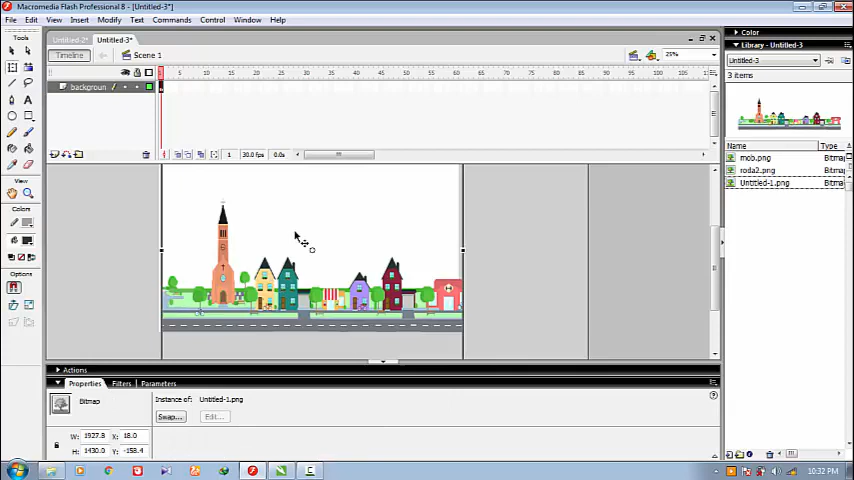 Macromedia Flash Professional 8 - [Untitled-3*]
File Edit View Insert Modify Text Commands Control Window Help
Tools
View
Colors
Options
Untitled-2* Untitled-3*
Timeline Scene 1 25%
5 10 15 20 25 30 35 40 45 50 55 60 65 70 75 80 85 90 95 100 105
backgroun
1 30.0 fps 0.0s
Actions
Properties Filters Parameters
Bitmap Instance of: Untitled-1.png
Swap... Edit...
W: 1927.8 X: 18.0
H: 1430.0 Y: -158.4
Color
Library - Untitled-3
Untitled-3
3 items
Name Type
mob.png Bitmap
roda2.png Bitmap
Untitled-1.png Bitmap
10:32 PM